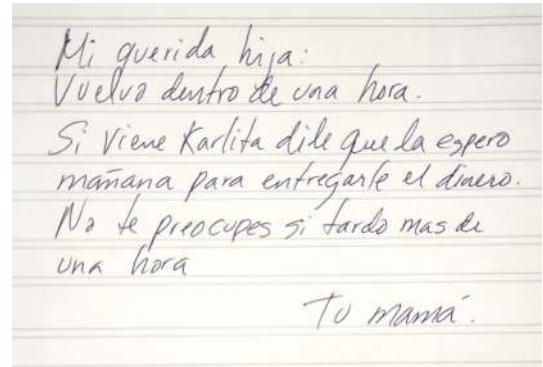 Mi querida hija:
Vuelvo dentro de una hora.
Si viene Karlita dile que la espero
mañana para entregarle el dinero.
No te preocupes si tardo mas de
una hora
Tu mamá.